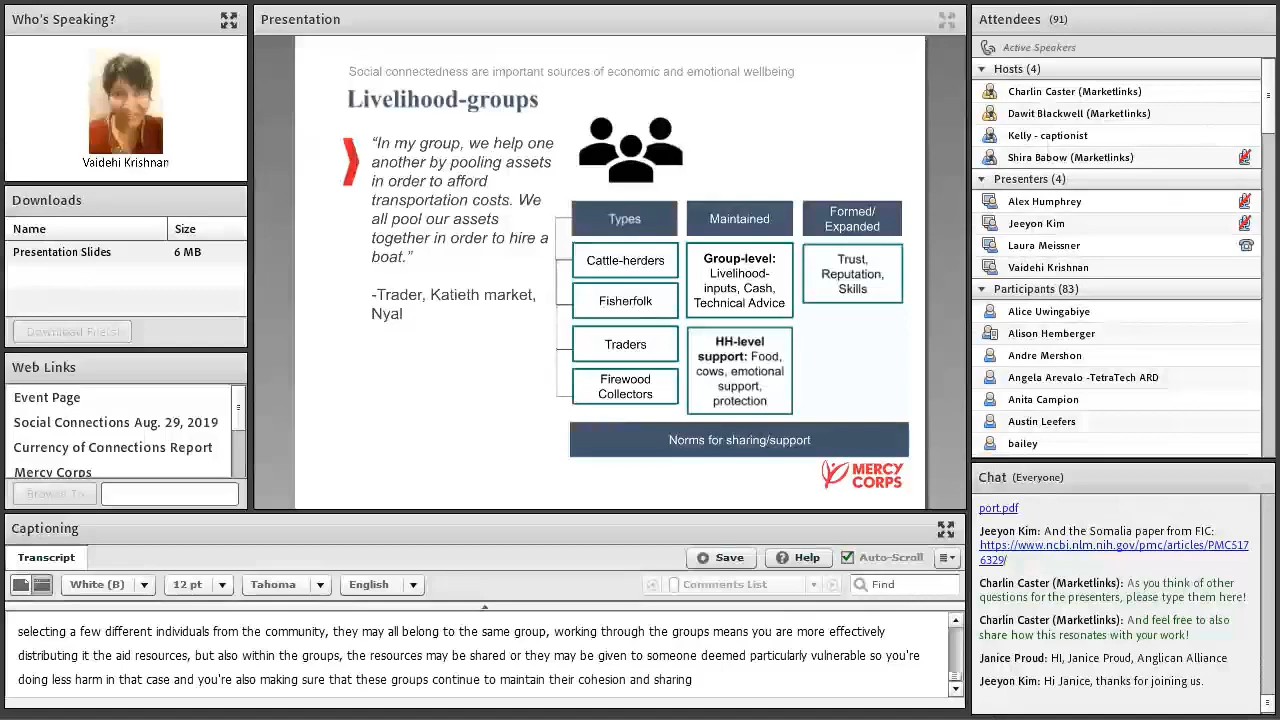 Who's Speaking?
Vaidehi Krishnan
Downloads
Name Size
Presentation Slides 6 MB
Download File(s)
Web Links
Event Page
Social Connections Aug. 29, 2019
Currency of Connections Report
Mercy Corps
Browse To
Presentation
Social connectedness are important sources of economic and emotional wellbeing
Livelihood-groups
“In my group, we help one
another by pooling assets
in order to afford
transportation costs. We
all pool our assets
together in order to hire a
boat.”
-Trader, Katieth market,
Nyal
Types
Cattle-herders
Fisherfolk
Traders
Firewood
Collectors
Maintained
Group-level:
Livelihood-
inputs, Cash,
Technical Advice
HH-level
support: Food,
cows, emotional
support,
protection
Formed/
Expanded
Trust,
Reputation,
Skills
Norms for sharing/support
MERCY
CORPS
Captioning
Transcript
Save Help Auto-Scroll
White (B) 12 pt Tahoma English Comments List Find
selecting a few different individuals from the community, they may all belong to the same group, working through the groups means you are more effectively
distributing it the aid resources, but also within the groups, the resources may be shared or they may be given to someone deemed particularly vulnerable so you're
doing less harm in that case and you're also making sure that these groups continue to maintain their cohesion and sharing
Attendees (91)
Active Speakers
Hosts (4)
Charlin Caster (Marketlinks)
Dawit Blackwell (Marketlinks)
Kelly - captionist
Shira Babow (Marketlinks)
Presenters (4)
Alex Humphrey
Jeeyon Kim
Laura Meissner
Vaidehi Krishnan
Participants (83)
Alice Uwingabiye
Alison Hemberger
Andre Mershon
Angela Arevalo -TetraTech ARD
Anita Campion
Austin Leefers
bailey
Chat (Everyone)
port.pdf
Jeeyon Kim: And the Somalia paper from FIC:
https://www.ncbi.nlm.nih.gov/pmc/articles/PMC517
6329/
Charlin Caster (Marketlinks): As you think of other
questions for the presenters, please type them here!
Charlin Caster (Marketlinks): And feel free to also
share how this resonates with your work!
Janice Proud: HI, Janice Proud, Anglican Alliance
Jeeyon Kim: Hi Janice, thanks for joining us.